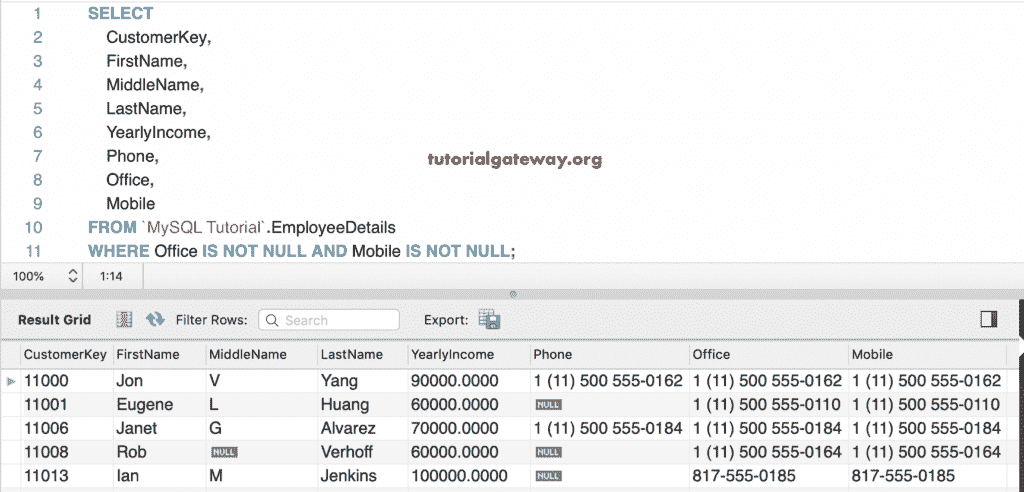 1 SELECT
2 CustomerKey,
3 FirstName,
4 MiddleName,
5 LastName,
6 YearlyIncome,
7 Phone,
8 Office,
9 Mobile
10 FROM `MySQL Tutorial`.EmployeeDetails
11 WHERE Office IS NOT NULL AND Mobile IS NOT NULL;
tutorialgateway.org
100% 1:14
Result Grid Filter Rows: Search Export:
CustomerKey FirstName MiddleName LastName YearlyIncome Phone Office Mobile
11000 Jon V Yang 90000.0000 1 (11) 500 555-0162 1 (11) 500 555-0162 1 (11) 500 555-0162
11001 Eugene L Huang 60000.0000 NULL 1 (11) 500 555-0110 1 (11) 500 555-0110
11006 Janet G Alvarez 70000.0000 1 (11) 500 555-0184 1 (11) 500 555-0184 1 (11) 500 555-0184
11008 Rob NULL Verhoff 60000.0000 NULL 1 (11) 500 555-0164 1 (11) 500 555-0164
11013 Ian M Jenkins 100000.0000 NULL 817-555-0185 817-555-0185